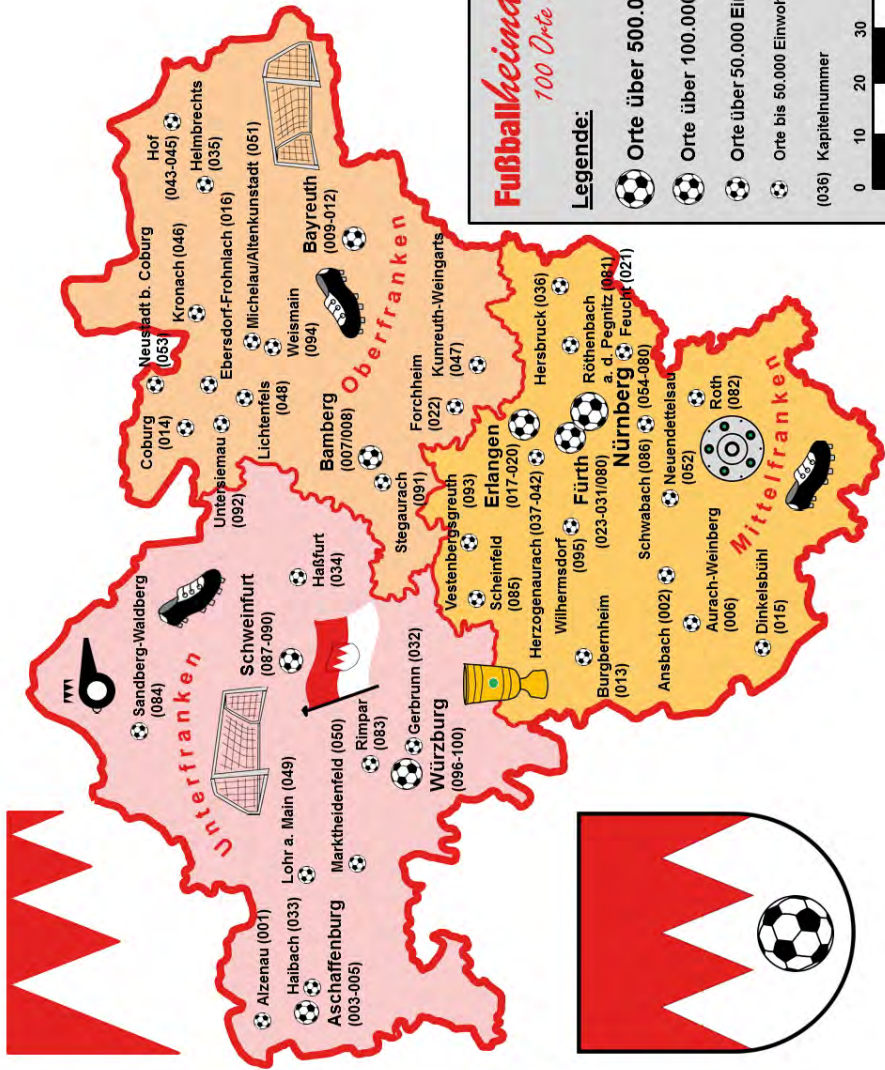 Alzenau (001)
Haibach (033)
Aschaffenburg
(003-005)
Lohr a. Main (049)
Marktheidenfeld (050)
Unterfranken
Sandberg-Waldberg
(084)
Schweinfurt
(087-090)
Haßfurt
(034)
Rimpar
(083)
Gerbrunn (032)
Würzburg
(096-100)
Coburg
(014)
Neustadt b. Coburg
(053)
Kronach (046)
Ebersdorf-Frohnlach (016)
Michelau/Altenkunstadt (051)
Hof
(043-045)
Helmbrechts
(035)
Untersiemau
(092)
Lichtenfels
(048)
Weismain
(094)
Bayreuth
(009-012)
Bamberg
(007/008)
Oberfranken
Stegaurach
(091)
Forchheim
(022)
Kunreuth-Weingarts
(047)
Vestenbergsgreuth
(093)
Scheinfeld
(085)
Erlangen
(017-020)
Herzogenaurach (037-042)
Wilhermsdorf
(095)
Fürth
(023-031/080)
Hersbruck (036)
Röthenbach
a. d. Pegnitz (081)
Feucht (021)
Nürnberg
(054-080)
Burgbernheim
(013)
Schwabach (086)
Neuendettelsau
(052)
Roth
(082)
Ansbach (002)
Aurach-Weinberg
(006)
Dinkelsbühl
(015)
Mittelfranken
Fußballheima
100 Orte
Legende:
Orte über 500.0
Orte über 100.000
Orte über 50.000 Ei
Orte bis 50.000 Einwoh
(036) Kapitelnummer
0 10 20 30